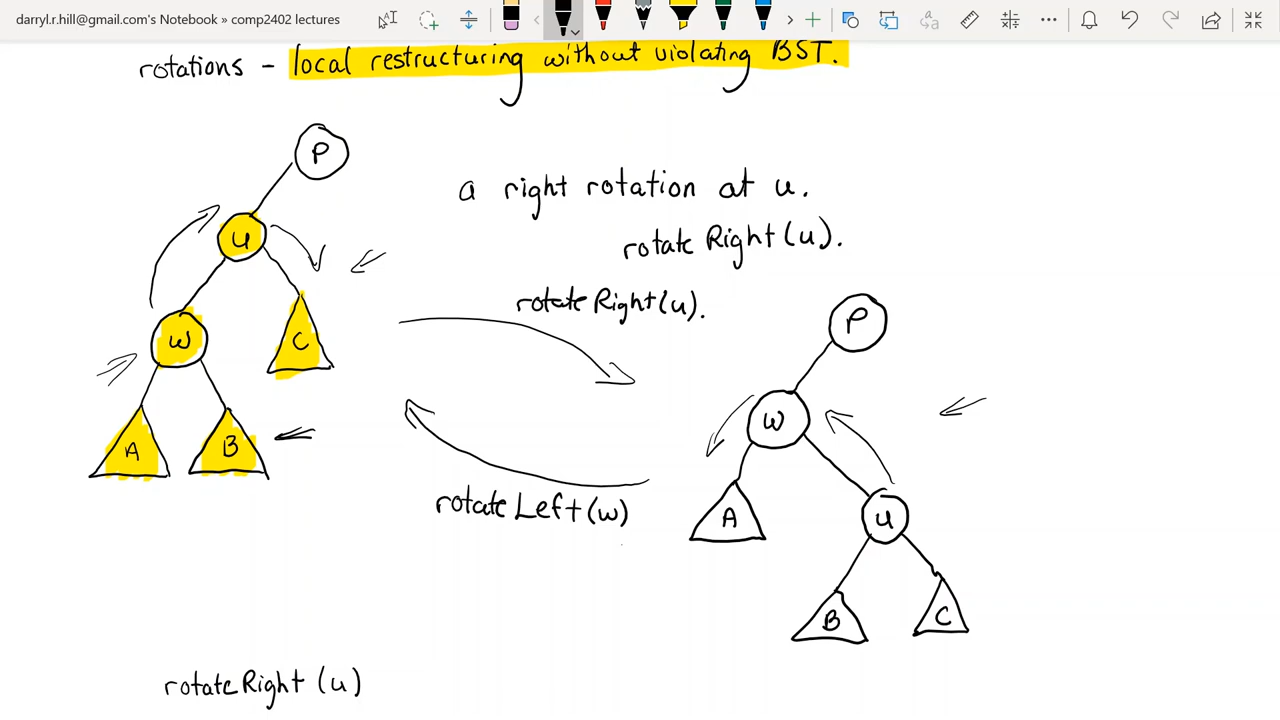 darryl.r.hill@gmail.com's Notebook » comp2402 lectures
rotations - local restructuring without violating BST.
P
a right rotation at u.
u
rotateRight(u).
rotateRight(u).
P
w
C
w
A
B
rotateLeft(w)
A
u
B
C
rotateRight(u)